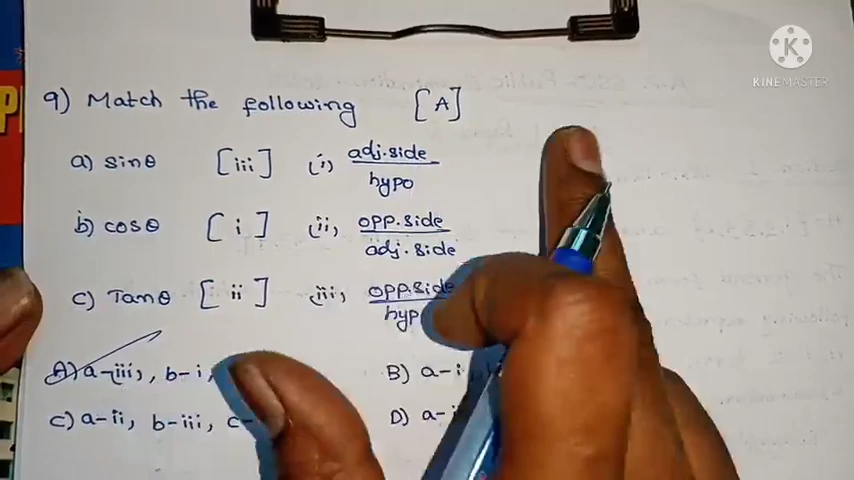 K
KINEMASTER
9) Match the following [A]
a) sinθ [iii] (i) adj.side / hypo
b) cosθ [i] (ii) opp.side / adj.side
c) Tanθ [ii] (iii) opp.side / hyp
A) a-iii, b-i, B) a-i
C) a-ii, b-iii, c- D) a-i